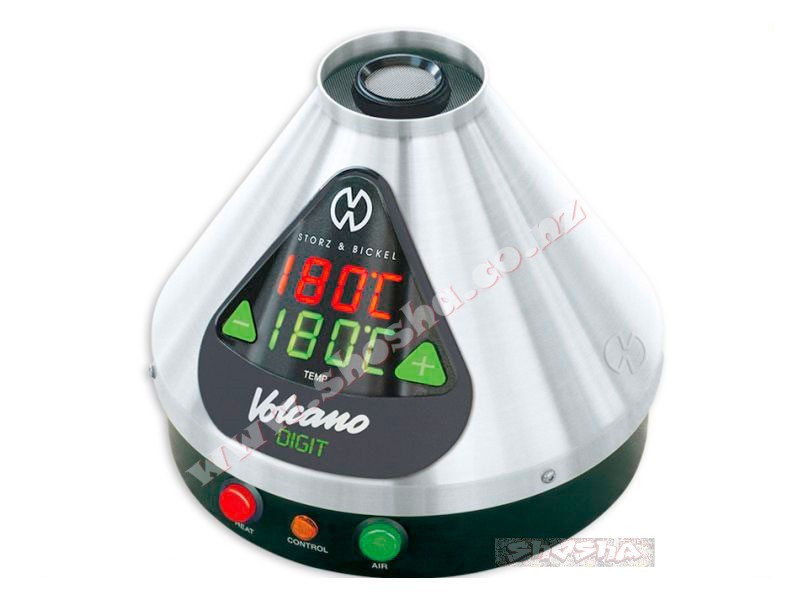 STORZ & BICKEL
180°C
180°C
TEMP
Volcano
DIGIT
HEAT
CONTROL
AIR
www.shosha.co.nz
SHOSHA